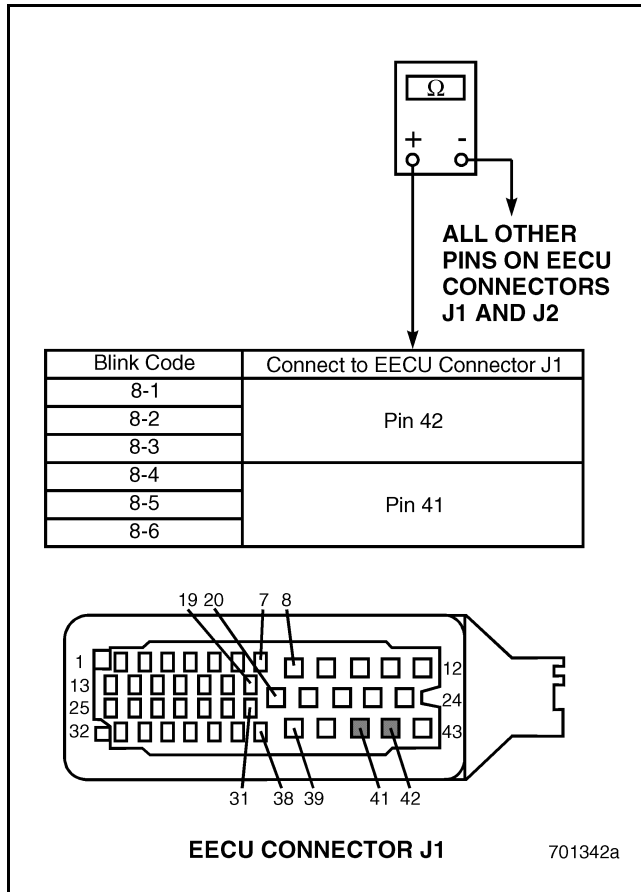 Ω
+ -
ALL OTHER
PINS ON EECU
CONNECTORS
J1 AND J2
Blink Code Connect to EECU Connector J1
8-1
8-2
8-3
Pin 42
8-4
8-5
8-6
Pin 41
19 20 7 8
1 12
13 24
25
32 43
31 38 39 41 42
EECU CONNECTOR J1
701342a